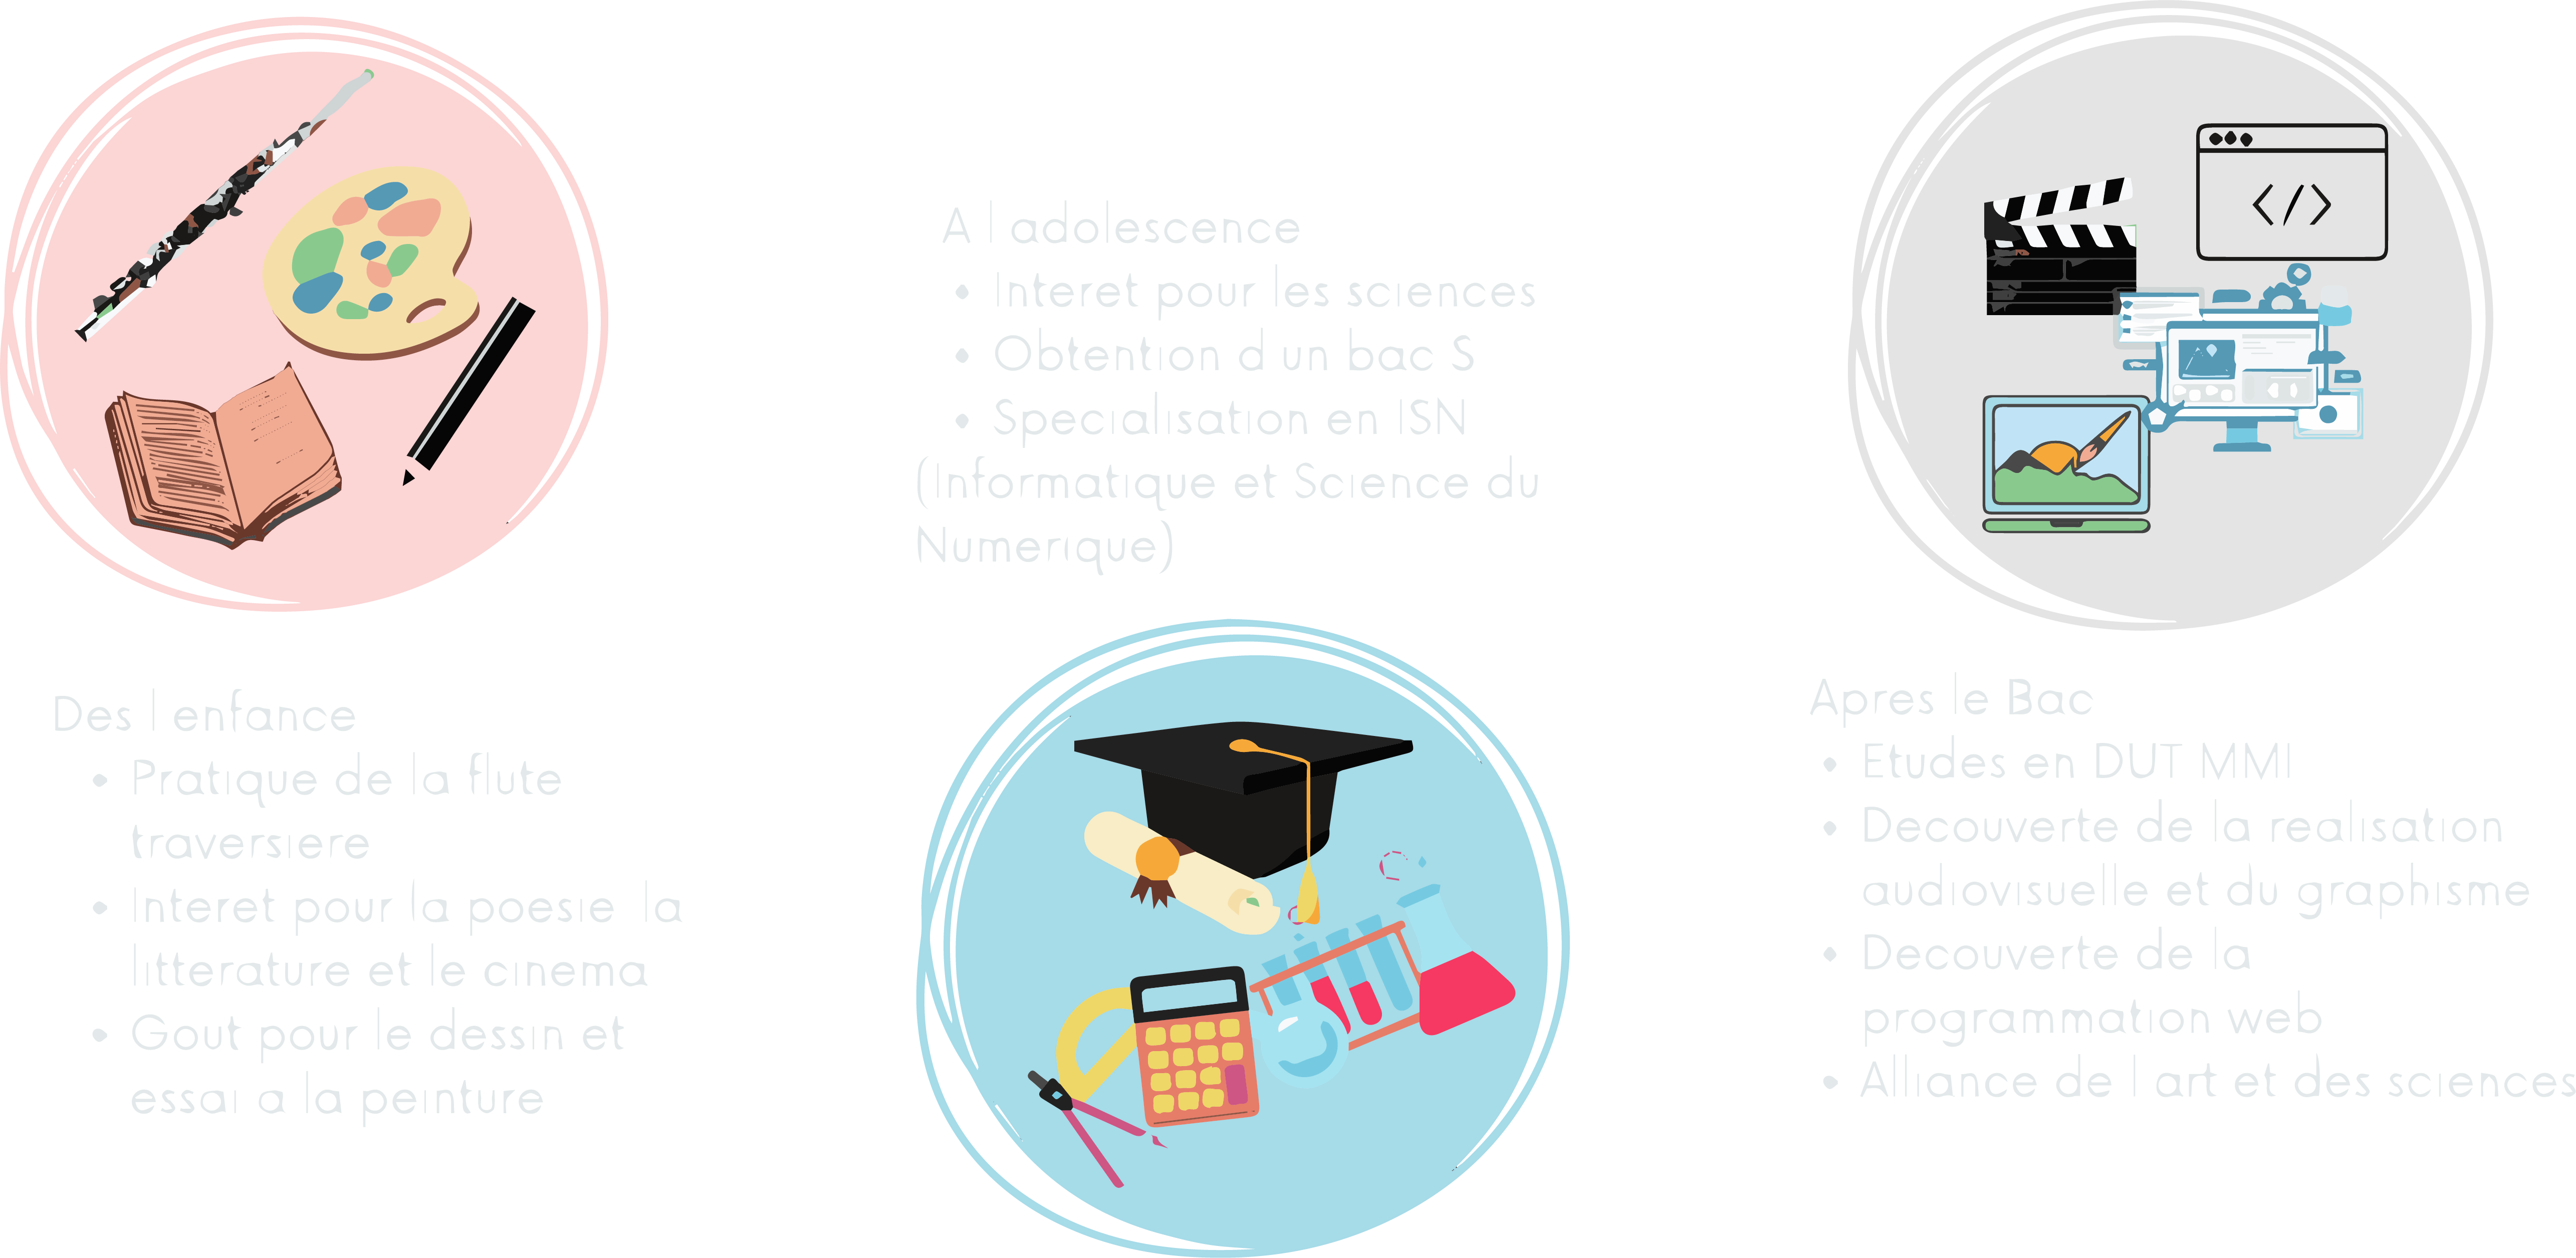 Des l enfance
• Pratique de la flute
traversiere
• Interet pour la poesie la
litterature et le cinema
• Gout pour le dessin et
essai a la peinture
A l adolescence
• Interet pour les sciences
• Obtention d un bac S
• Specialisation en ISN
(Informatique et Science du
Numerique)
Apres le Bac
• Etudes en DUT MMI
• Decouverte de la realisation
audiovisuelle et du graphisme
• Decouverte de la
programmation web
• Alliance de l art et des sciences